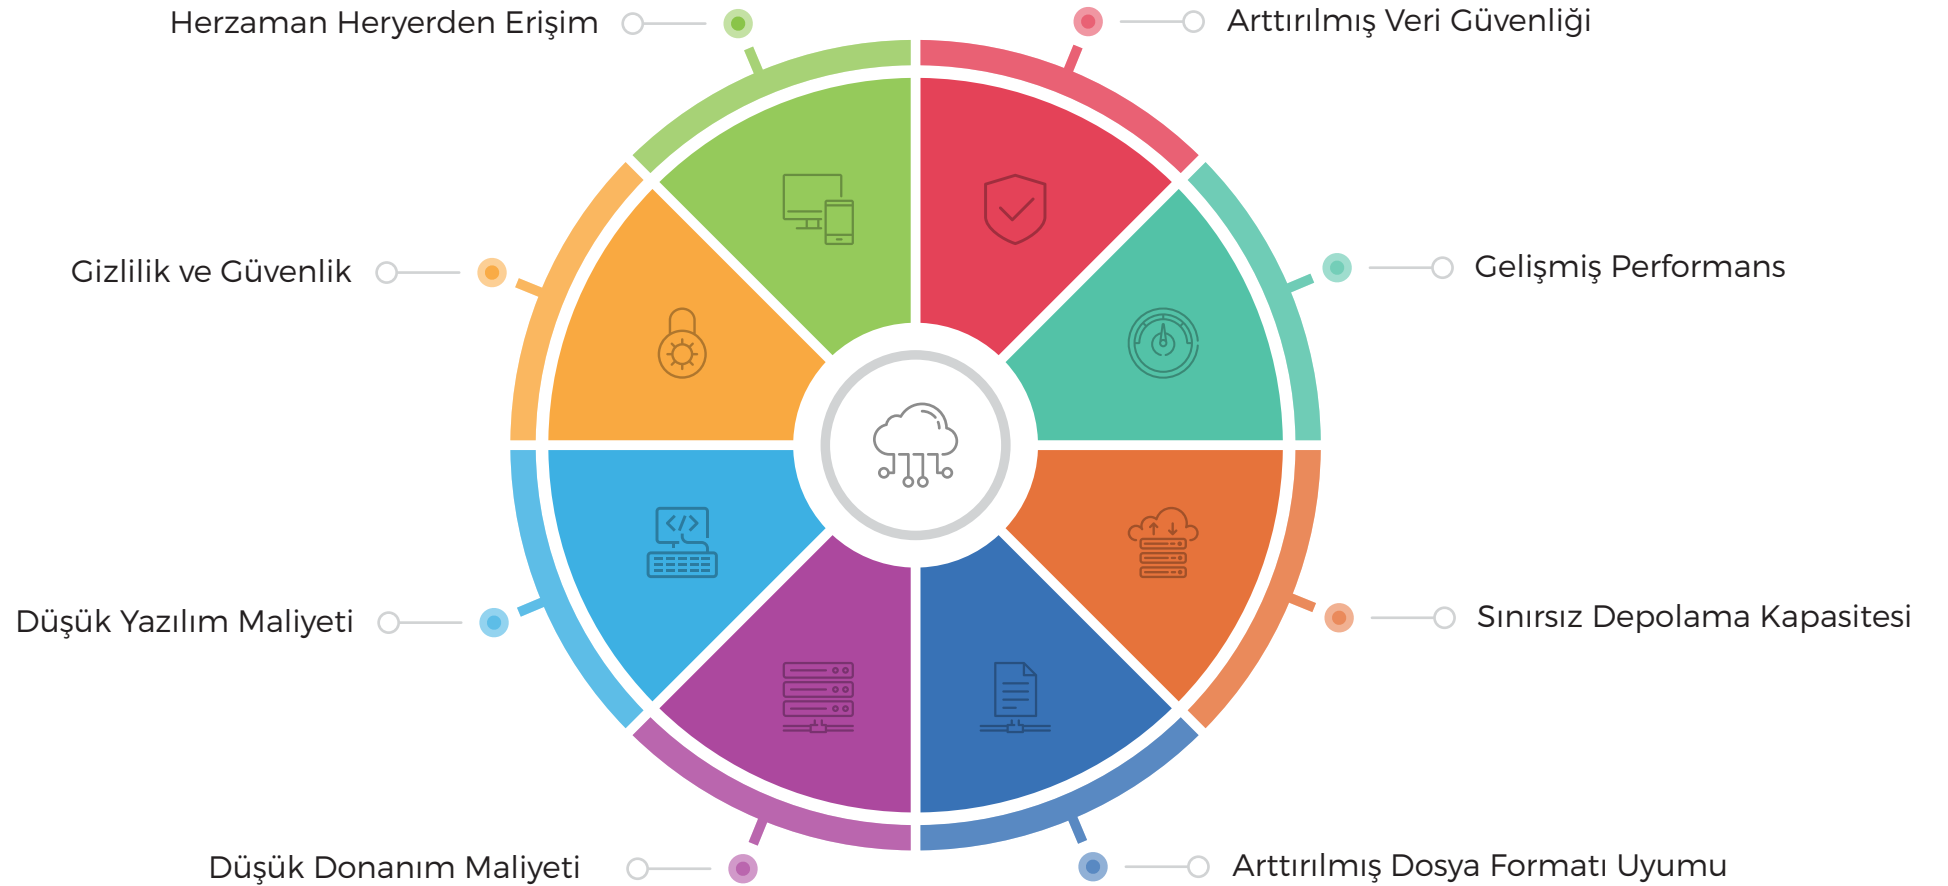 Herzaman Heryerden Erişim
Arttırılmış Veri Güvenliği
Gizlilik ve Güvenlik
Gelişmiş Performans
Düşük Yazılım Maliyeti
Sınırsız Depolama Kapasitesi
Düşük Donanım Maliyeti
Arttırılmış Dosya Formatı Uyumu